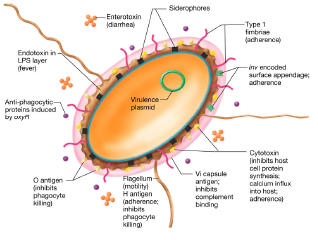 Enterotoxin
(diarrhea)
Siderophores
Type 1
fimbriae
(adherence)
Endotoxin in
LPS layer
(fever)
inv encoded
surface appendage;
adherence
Anti-phagocytic
proteins induced
by oxyR
Virulence
plasmid
Cytotoxin
(inhibits host
cell protein
synthesis;
calcium influx
into host;
adherence)
O antigen
(inhibits
phagocyte
killing)
Flagellum
(motility)
H antigen
(adherence;
inhibits
phagocyte
killing)
Vi capsule
antigen;
inhibits
complement
binding